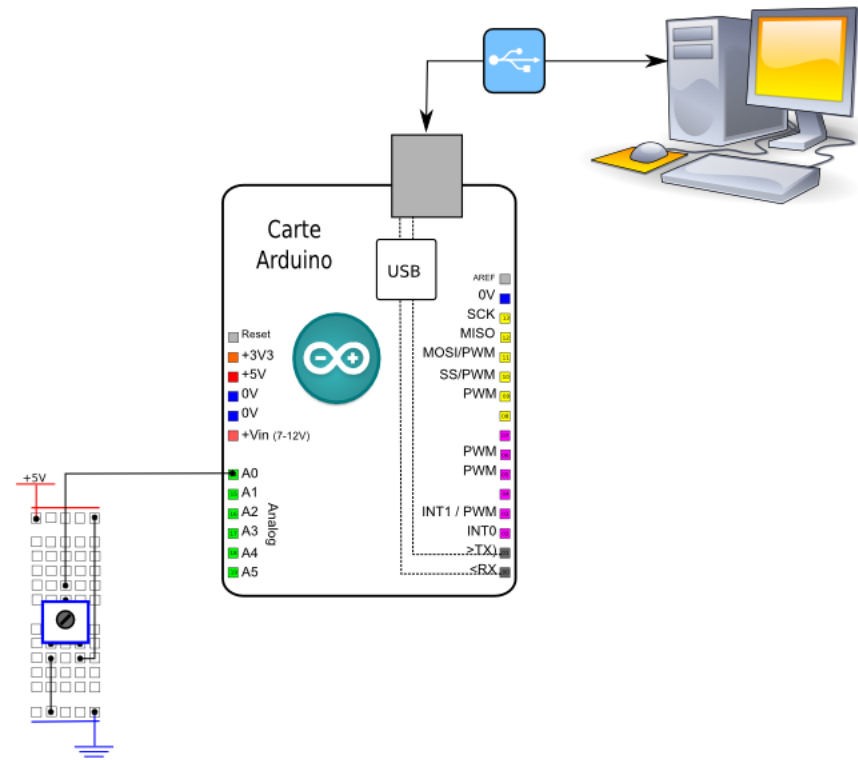 Carte
Arduino
USB
AREF
0V
SCK
MISO
MOSI/PWM
SS/PWM
PWM
PWM
PWM
INT1 / PWM
INT0
>TX)
<RX
Reset
+3V3
+5V
0V
0V
+Vin (7-12V)
A0
A1
A2
A3
A4
A5
Analog
+5V